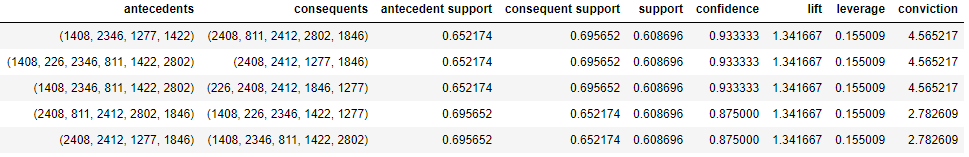 antecedents consequents antecedent support consequent support support confidence lift leverage conviction
(1408, 2346, 1277, 1422) (2408, 811, 2412, 2802, 1846) 0.652174 0.695652 0.608696 0.933333 1.341667 0.155009 4.565217
(1408, 226, 2346, 811, 1422, 2802) (2408, 2412, 1277, 1846) 0.652174 0.695652 0.608696 0.933333 1.341667 0.155009 4.565217
(1408, 2346, 811, 1422, 2802) (226, 2408, 2412, 1846, 1277) 0.652174 0.695652 0.608696 0.933333 1.341667 0.155009 4.565217
(2408, 811, 2412, 2802, 1846) (1408, 226, 2346, 1422, 1277) 0.695652 0.652174 0.608696 0.875000 1.341667 0.155009 2.782609
(2408, 2412, 1277, 1846) (1408, 2346, 811, 1422, 2802) 0.695652 0.652174 0.608696 0.875000 1.341667 0.155009 2.782609